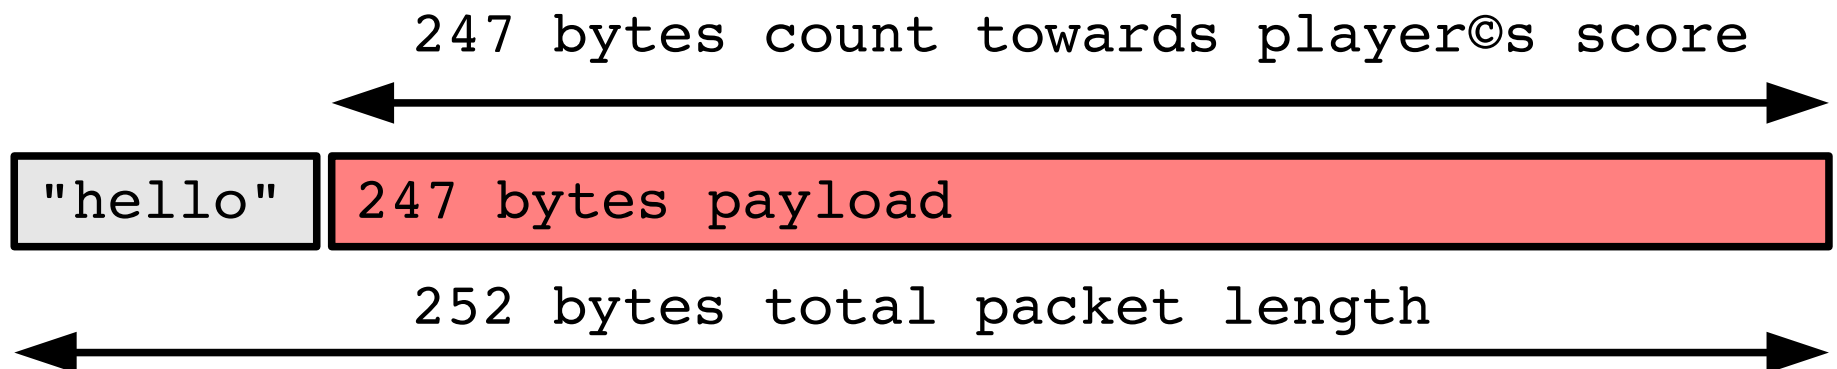 247 bytes count towards player©s score
"hello" 247 bytes payload
252 bytes total packet length